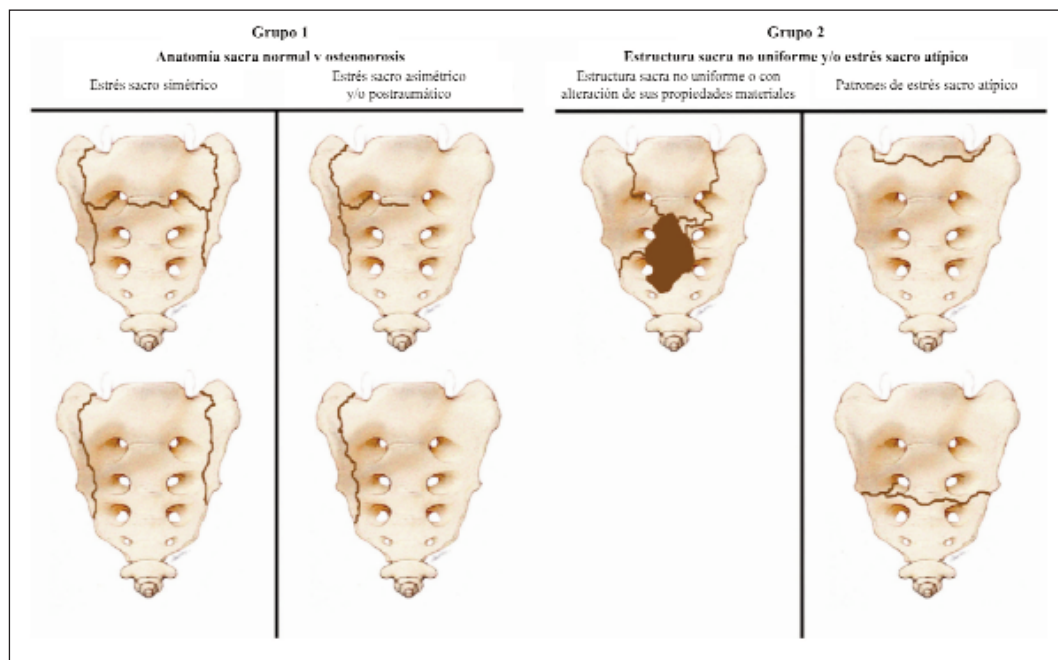 Grupo 1
Anatomía sacra normal y osteoporosis
Estrés sacro simétrico
Estrés sacro asimétrico
y/o postraumático
Grupo 2
Estructura sacra no uniforme y/o estrés sacro atípico
Estructura sacra no uniforme o con
alteración de sus propiedades materiales
Patrones de estrés sacro atípico